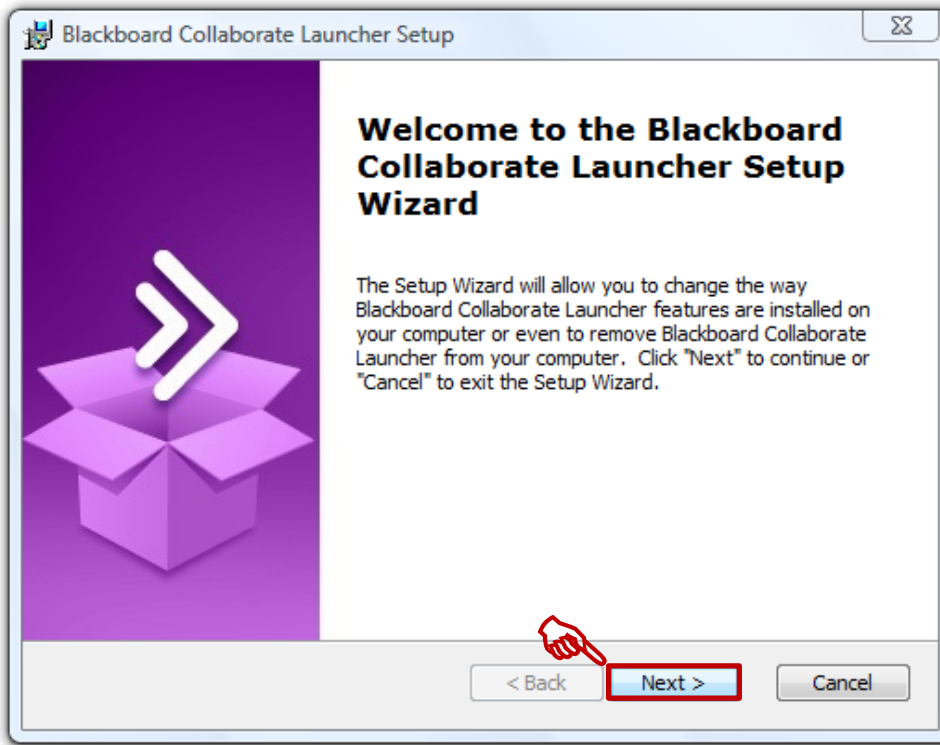 Blackboard Collaborate Launcher Setup
Welcome to the Blackboard
Collaborate Launcher Setup
Wizard
The Setup Wizard will allow you to change the way
Blackboard Collaborate Launcher features are installed on
your computer or even to remove Blackboard Collaborate
Launcher from your computer.  Click "Next" to continue or
"Cancel" to exit the Setup Wizard.
< Back Next > Cancel